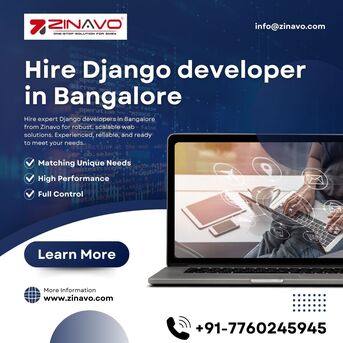 ZINAVO
ONE-STOP SOLUTION FOR SMES
info@zinavo.com
Hire Django developer
in Bangalore
Hire expert Django developers in Bangalore
from Zinavo for robust, scalable web
solutions. Experienced, reliable, and ready
to meet your needs.
Matching Unique Needs
High Performance
Full Control
Learn More
More Information
www.zinavo.com
+91-7760245945